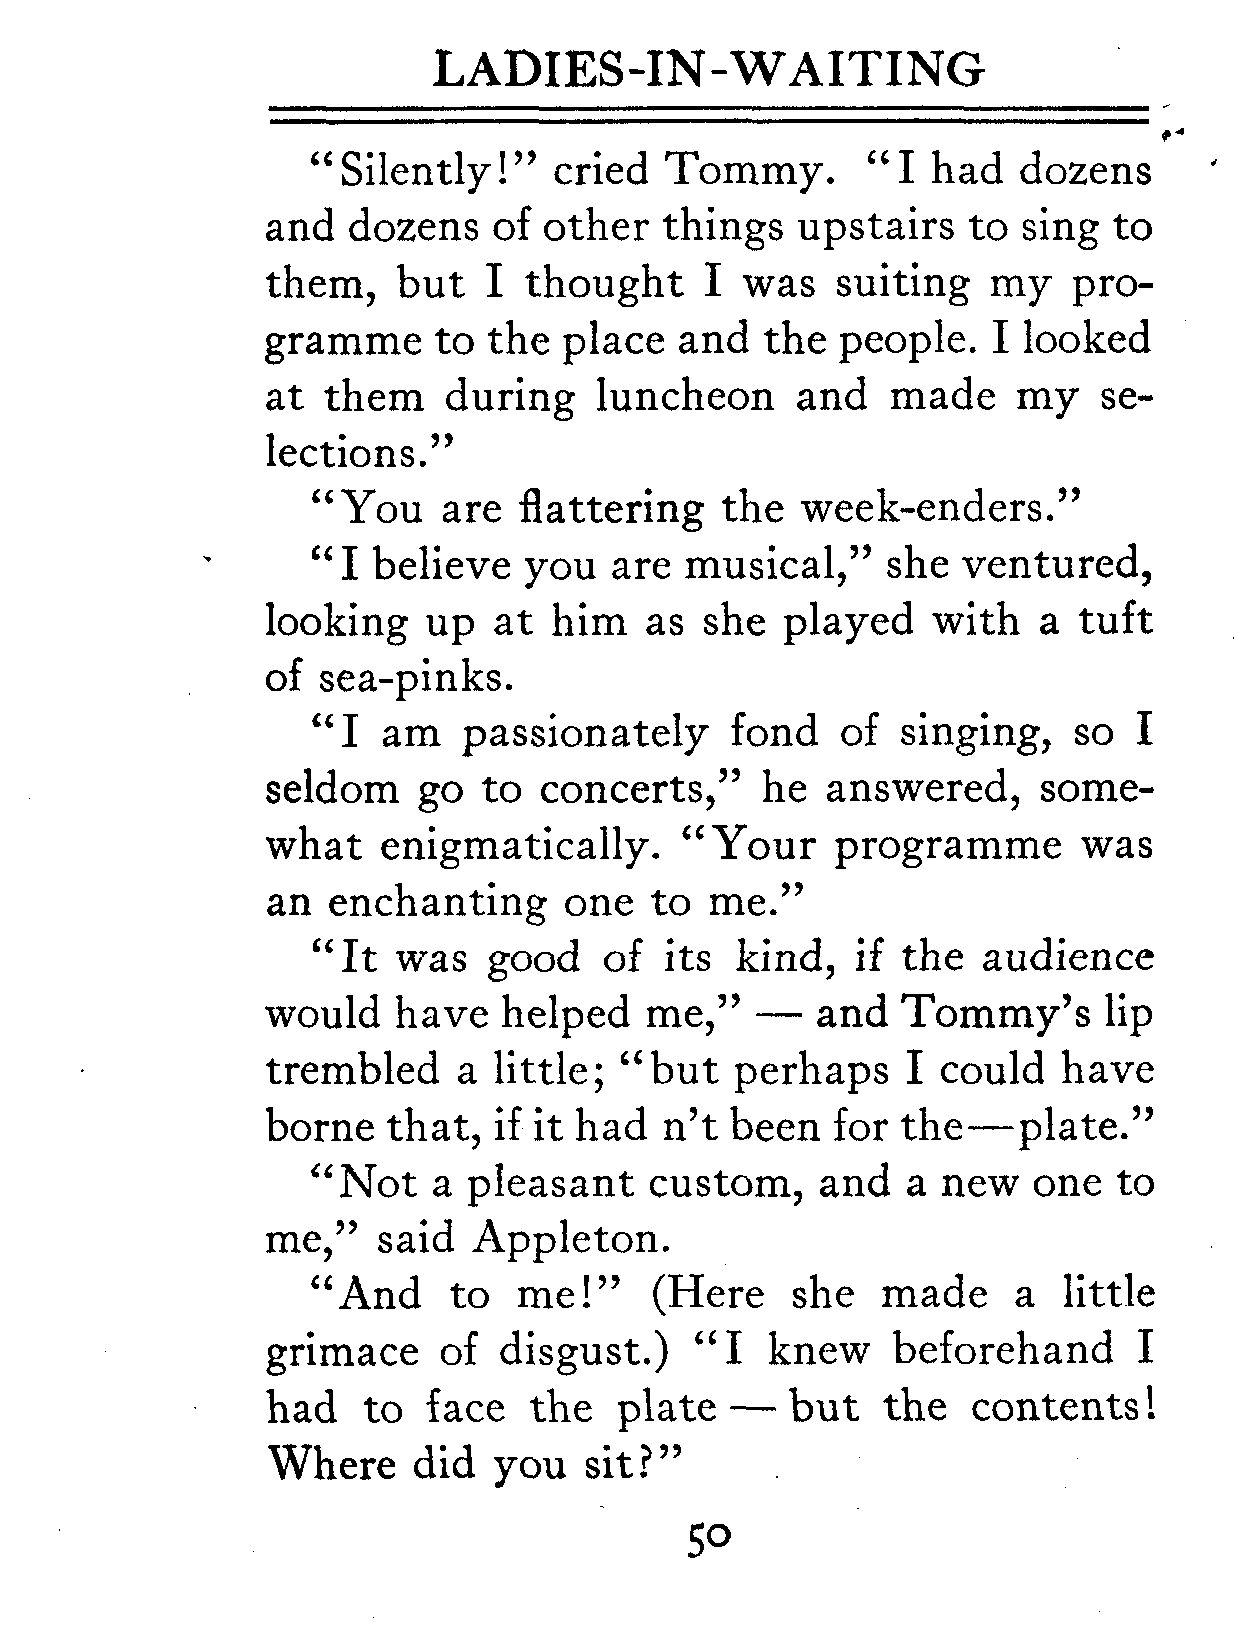 LADIES-IN-WAITING
“Silently!” cried Tommy. “I had dozens
and dozens of other things upstairs to sing to
them, but I thought I was suiting my pro-
gramme to the place and the people. I looked
at them during luncheon and made my se-
lections.”
“You are flattering the week-enders.”
“I believe you are musical,” she ventured,
looking up at him as she played with a tuft
of sea-pinks.
“I am passionately fond of singing, so I
seldom go to concerts,” he answered, some-
what enigmatically. “Your programme was
an enchanting one to me.”
“It was good of its kind, if the audience
would have helped me,” — and Tommy’s lip
trembled a little; “but perhaps I could have
borne that, if it had n’t been for the—plate.”
“Not a pleasant custom, and a new one to
me,” said Appleton.
“And to me!” (Here she made a little
grimace of disgust.) “I knew beforehand I
had to face the plate — but the contents!
Where did you sit?”
50